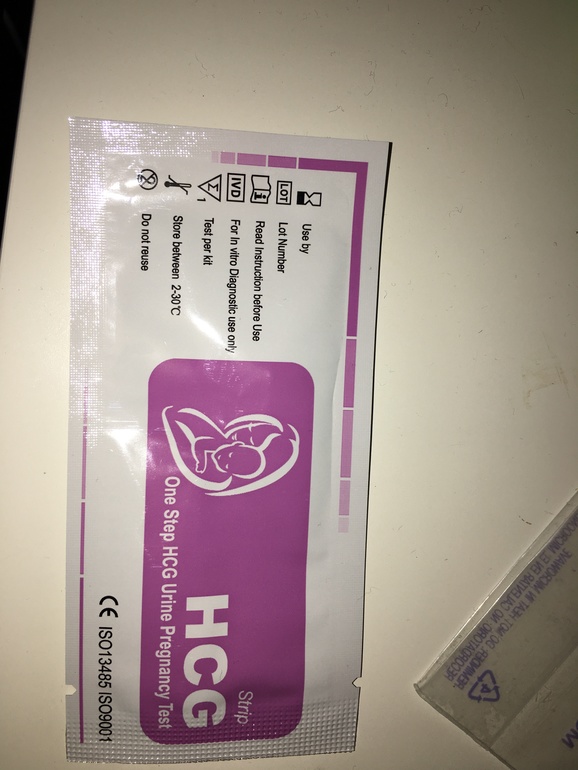 Use by
LOT
Lot Number
Read Instruction before Use
IVD
For In vitro Diagnostic use only
Σ 1
Test per kit
Store between 2-30℃
Do not reuse
HCG Strip
One Step HCG Urine Pregnancy Test
CE ISO13485 ISO9001